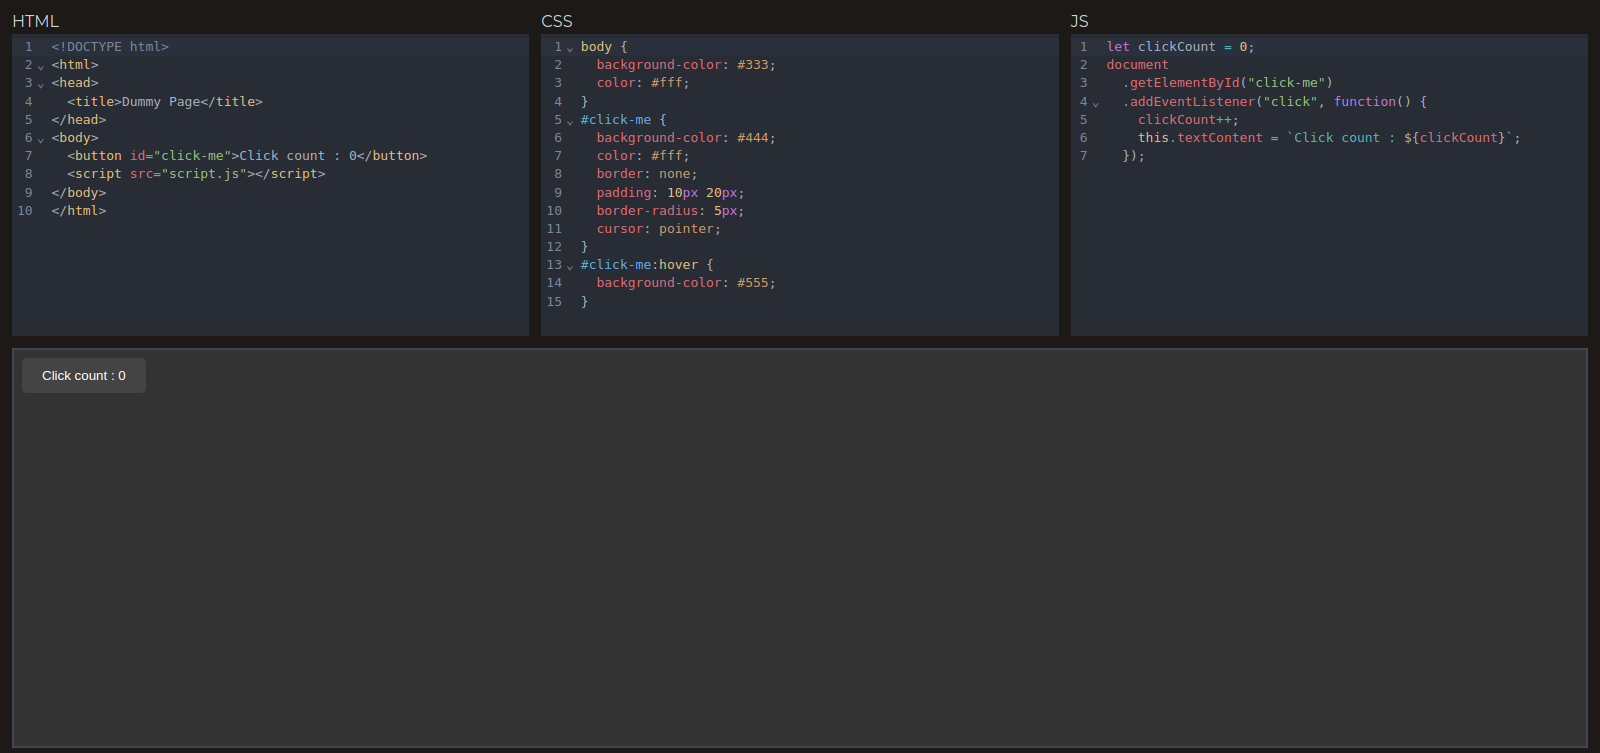 HTML
1 <!DOCTYPE html>
2 <html>
3 <head>
4   <title>Dummy Page</title>
5 </head>
6 <body>
7   <button id="click-me">Click count : 0</button>
8   <script src="script.js"></script>
9 </body>
10 </html>
CSS
1 body {
2   background-color: #333;
3   color: #fff;
4 }
5 #click-me {
6   background-color: #444;
7   color: #fff;
8   border: none;
9   padding: 10px 20px;
10   border-radius: 5px;
11   cursor: pointer;
12 }
13 #click-me:hover {
14   background-color: #555;
15 }
JS
1 let clickCount = 0;
2 document
3   .getElementById("click-me")
4   .addEventListener("click", function() {
5     clickCount++;
6     this.textContent = `Click count : ${clickCount}`;
7   });
Click count : 0